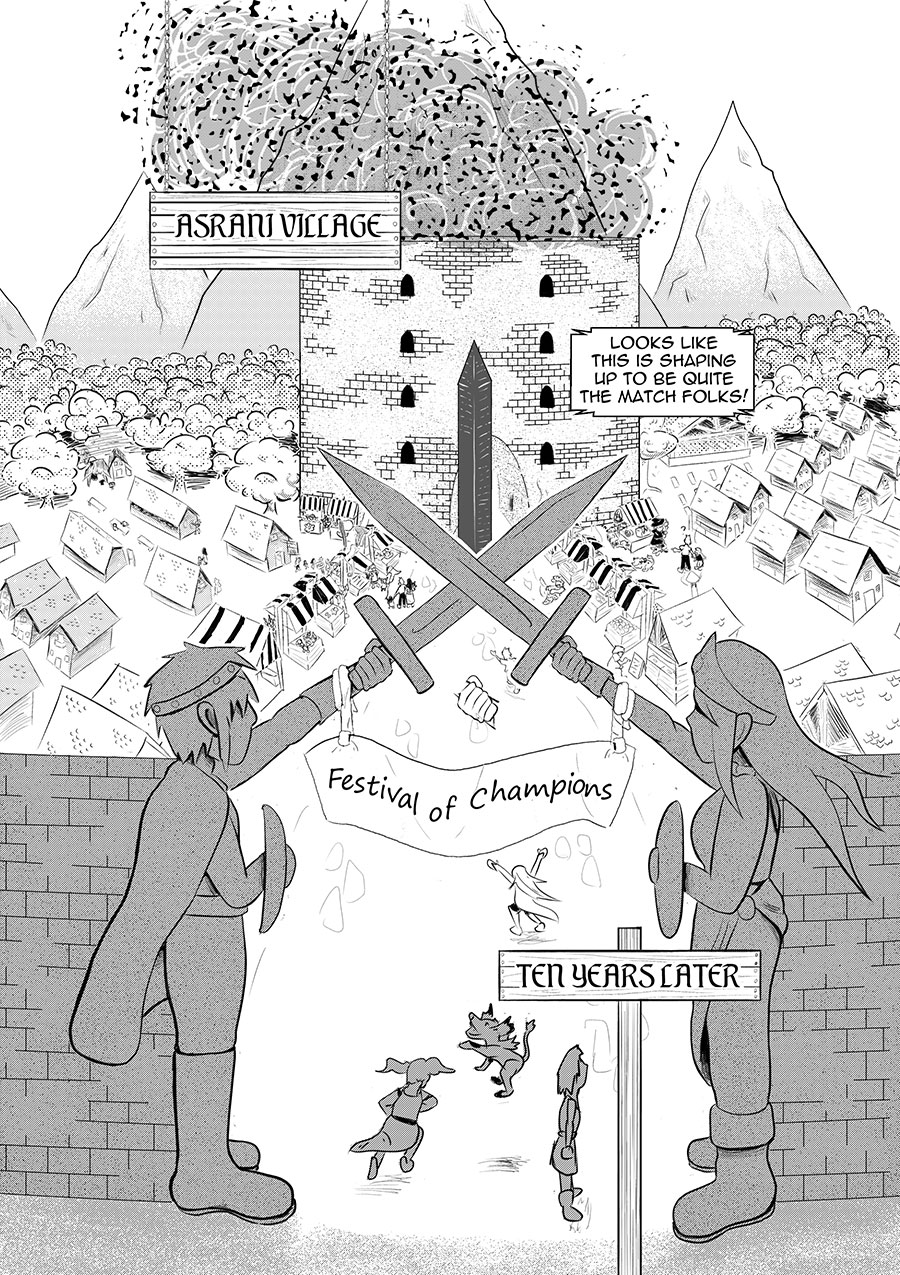 ASRANI VILLAGE
LOOKS LIKE
THIS IS SHAPING
UP TO BE QUITE
THE MATCH FOLKS!
Festival of Champions
TEN YEARS LATER